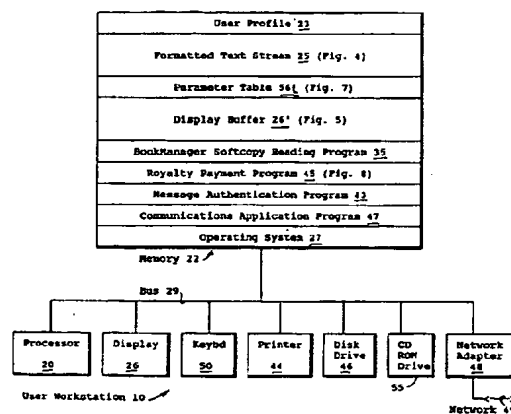 User Profile 23
Formatted Text Stream 25 (Fig. 4)
Parameter Table 56f (Fig. 7)
Display Buffer 26' (Fig. 5)
BookManager Softcopy Reading Program 35
Royalty Payment Program 45 (Fig. 8)
Message Authentication Program 43
Communications Application Program 47
Operating System 27
Memory 22
Bus 29
Processor 20
Display 26
Keybd 50
Printer 44
Disk Drive 46
CD ROM Drive 55
Network Adapter 48
User Workstation 10
Network